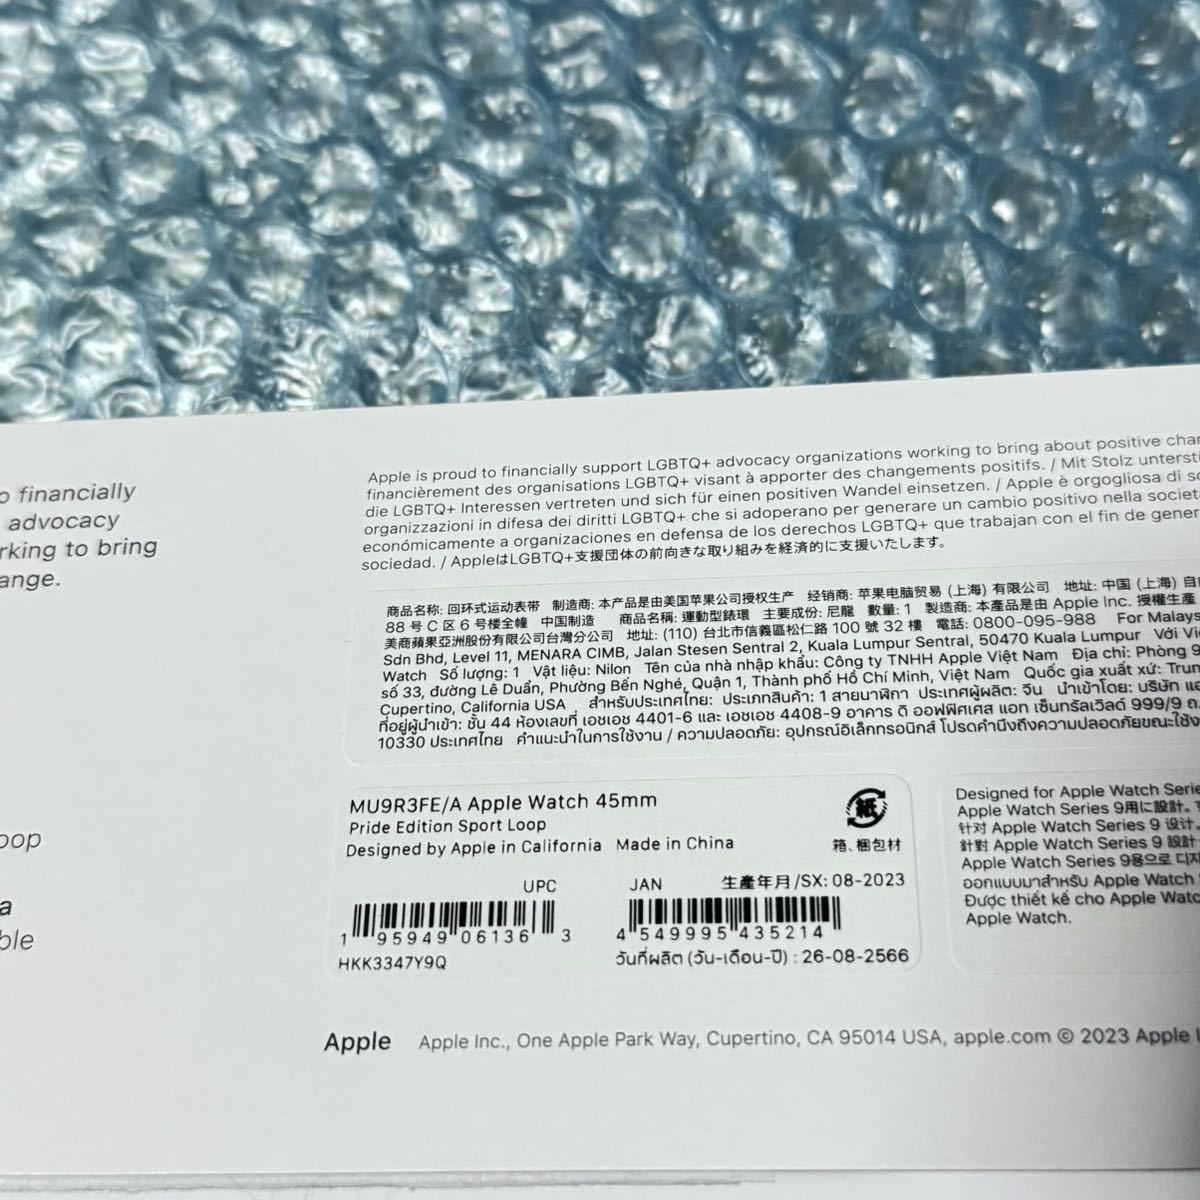 o financially
advocacy
rking to bring
ange.
oop
a
ble
Apple is proud to financially support LGBTQ+ advocacy organizations working to bring about positive chan
financièrement des organisations LGBTQ+ visant à apporter des changements positifs. / Mit Stolz unterstü
die LGBTQ+ Interessen vertreten und sich für einen positiven Wandel einsetzen. / Apple è orgogliosa di so
organizzazioni in difesa dei diritti LGBTQ+ che si adoperano per generare un cambio positivo nella societa
económicamente a organizaciones en defensa de los derechos LGBTQ+ que trabajan con el fin de gener
sociedad. / AppleはLGBTQ+支援団体の前向きな取り組みを経済的に支援いたします。
商品名称: 回环式运动表带 制造商: 本产品是由美国苹果公司授权生产 经销商: 苹果电脑贸易 (上海) 有限公司 地址: 中国 (上海) 自由
88 号 C 区 6 号楼全幢 中国制造 商品名稱: 運動型錶環 主要成份: 尼龍 數量: 1 製造商: 本產品是由 Apple Inc. 授權生產
美商蘋果亞洲股份有限公司台灣分公司 地址: (110) 台北市信義區松仁路 100 號 32 樓 電話: 0800-095-988 For Malays
Sdn Bhd, Level 11, MENARA CIMB, Jalan Stesen Sentral 2, Kuala Lumpur Sentral, 50470 Kuala Lumpur Với Vi
Watch Số lượng: 1 Vật liệu: Nilon Tên của nhà nhập khẩu: Công ty TNHH Apple Việt Nam Địa chỉ: Phòng 9
số 33, đường Lê Duẩn, Phường Bến Nghé, Quận 1, Thành phố Hồ Chí Minh, Việt Nam Quốc gia xuất xứ: Trun
Cupertino, California USA สำหรับประเทศไทย: ประเภทสินค้า: 1 สายนาฬิกา ประเทศผู้ผลิต: จีน นำเข้าโดย: บริษัท แอ
ที่อยู่ผู้นำเข้า: ชั้น 44 ห้องเลขที่ เอชเอช 4401-6 และ เอชเอช 4408-9 อาคาร ดิ ออฟฟิศเศส แอท เซ็นทรัลเวิลด์ 999/9 ถ.
10330 ประเทศไทย คำแนะนำในการใช้งาน / ความปลอดภัย: อุปกรณ์อิเล็กทรอนิกส์ โปรดคำนึงถึงความปลอดภัยขณะใช้ง
MU9R3FE/A Apple Watch 45mm
Pride Edition Sport Loop
Designed by Apple in California Made in China
紙
箱、梱包材
UPC
1 95949 06136 3
HKK3347Y9Q
JAN 生產年月/SX: 08-2023
4 549995 435214
วันที่ผลิต (วัน-เดือน-ปี) : 26-08-2566
Designed for Apple Watch Serie
Apple Watch Series 9用に設計。
针对 Apple Watch Series 9 设计。
針對 Apple Watch Series 9 設計
Apple Watch Series 9용으로 디자
ออกแบบมาสำหรับ Apple Watch
Được thiết kế cho Apple Watc
Apple Watch.
Apple Apple Inc., One Apple Park Way, Cupertino, CA 95014 USA, apple.com © 2023 Apple I